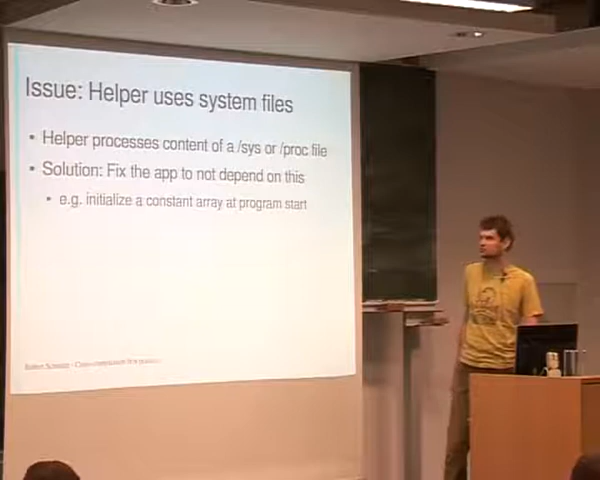 Issue: Helper uses system files
• Helper processes content of a /sys or /proc file
• Solution: Fix the app to not depend on this
• e.g. initialize a constant array at program start